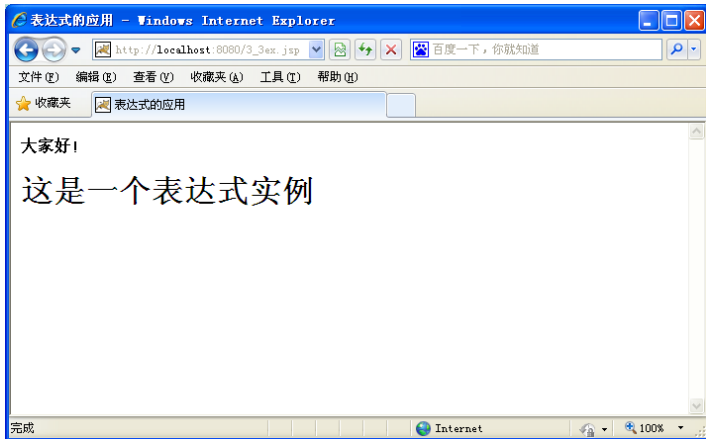 表达式的应用 - Windows Internet Explorer
http://localhost:8080/3_3ex.jsp 百度一下，你就知道
文件(F) 编辑(E) 查看(V) 收藏夹(A) 工具(T) 帮助(H)
收藏夹 表达式的应用
大家好!
这是一个表达式实例
完成 Internet 100%